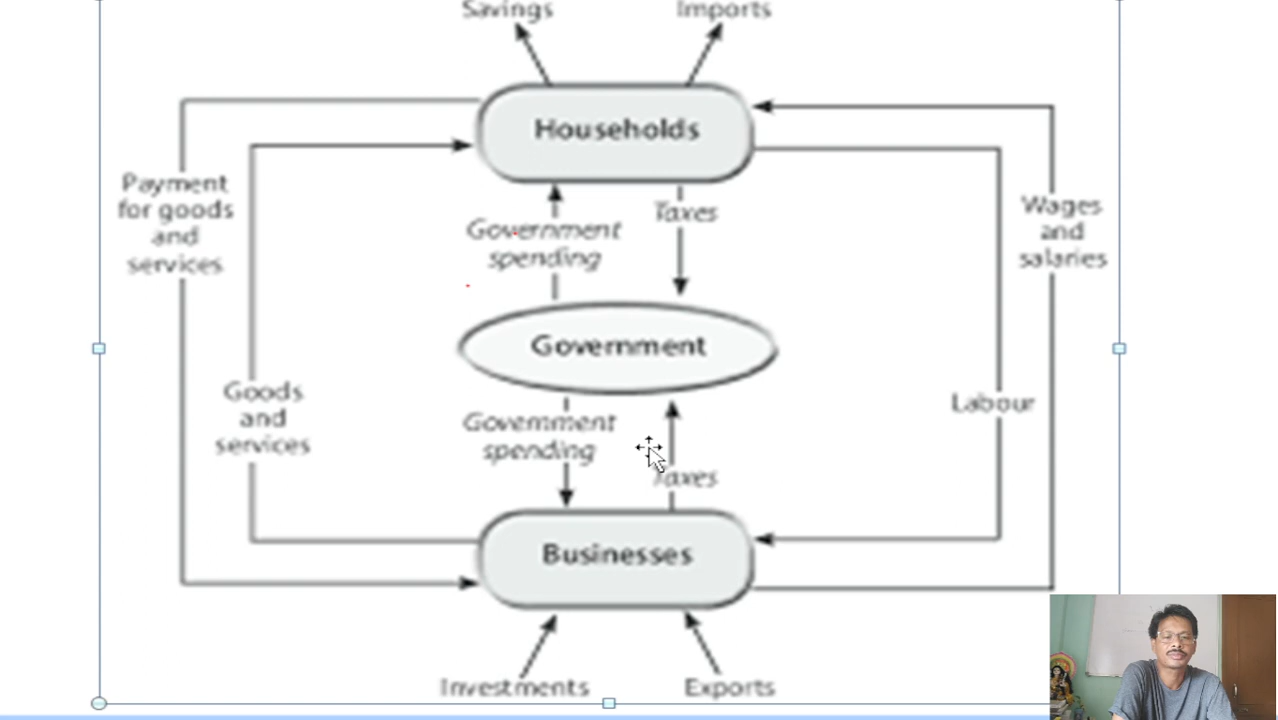 Savings
Imports
Households
Payment
for goods
and
services
Wages
and
salaries
Government
spending
Taxes
Government
Goods
and
services
Labour
Government
spending
Taxes
Businesses
Investments
Exports